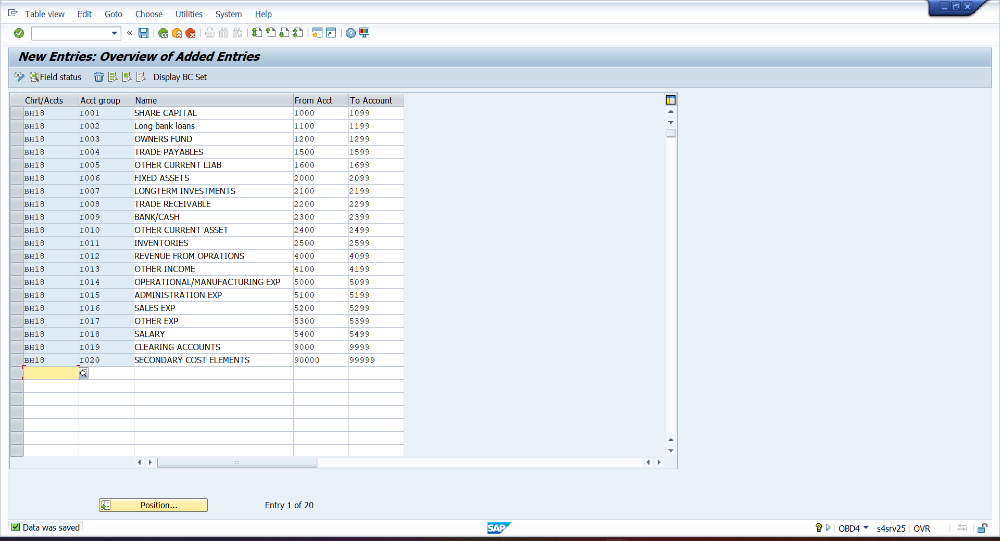 Table view Edit Goto Choose Utilities System Help
New Entries: Overview of Added Entries
Field status Display BC Set
Chrt/Accts Acct group Name From Acct To Account
BH18 I001 SHARE CAPITAL 1000 1099
BH18 I002 Long bank loans 1100 1199
BH18 I003 OWNERS FUND 1200 1299
BH18 I004 TRADE PAYABLES 1500 1599
BH18 I005 OTHER CURRENT LIAB 1600 1699
BH18 I006 FIXED ASSETS 2000 2099
BH18 I007 LONGTERM INVESTMENTS 2100 2199
BH18 I008 TRADE RECEIVABLE 2200 2299
BH18 I009 BANK/CASH 2300 2399
BH18 I010 OTHER CURRENT ASSET 2400 2499
BH18 I011 INVENTORIES 2500 2599
BH18 I012 REVENUE FROM OPRATIONS 4000 4099
BH18 I013 OTHER INCOME 4100 4199
BH18 I014 OPERATIONAL/MANUFACTURING EXP 5000 5099
BH18 I015 ADMINISTRATION EXP 5100 5199
BH18 I016 SALES EXP 5200 5299
BH18 I017 OTHER EXP 5300 5399
BH18 I018 SALARY 5400 5499
BH18 I019 CLEARING ACCOUNTS 9000 9999
BH18 I020 SECONDARY COST ELEMENTS 90000 99999
Position... Entry 1 of 20
Data was saved SAP OBD4 s4srv25 OVR